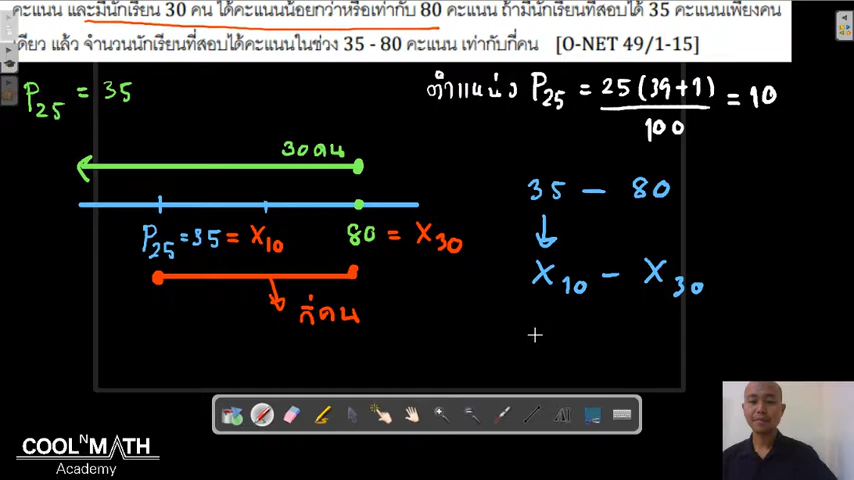 คะแนน และมีนักเรียน 30 คน ได้คะแนนน้อยกว่าหรือเท่ากับ 80 คะแนน ถ้ามีนักเรียนที่สอบได้ 35 คะแนนเพียงคน
เดียว แล้ว จำนวนนักเรียนที่สอบได้คะแนนในช่วง 35 - 80 คะแนน เท่ากับกี่คน [O-NET 49/1-15]
P25 = 35
ตำแหน่ง P25 = 25(39+1) = 10
100
30คน
35 - 80
P25 = 35 = X10
80 = X30
X10 - X30
กี่คน
COOL N MATH
Academy